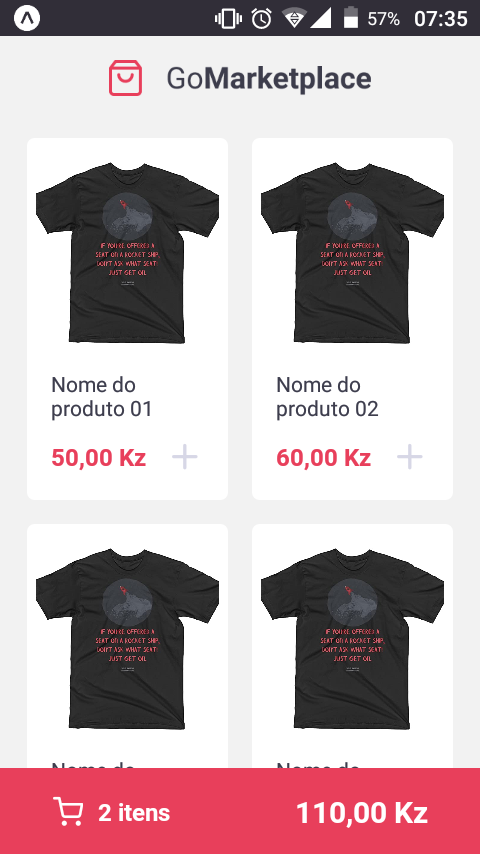 57% 07:35
GoMarketplace
IF YOU'RE OFFERED A
SEAT ON A ROCKET SHIP,
DON'T ASK WHAT SEAT!
JUST GET ON.
IF YOU'RE OFFERED A
SEAT ON A ROCKET SHIP,
DON'T ASK WHAT SEAT!
JUST GET ON.
Nome do
produto 01
Nome do
produto 02
50,00 Kz
60,00 Kz
IF YOU'RE OFFERED A
SEAT ON A ROCKET SHIP,
DON'T ASK WHAT SEAT!
JUST GET ON.
IF YOU'RE OFFERED A
SEAT ON A ROCKET SHIP,
DON'T ASK WHAT SEAT!
JUST GET ON.
Nome do
Nome do
2 itens
110,00 Kz